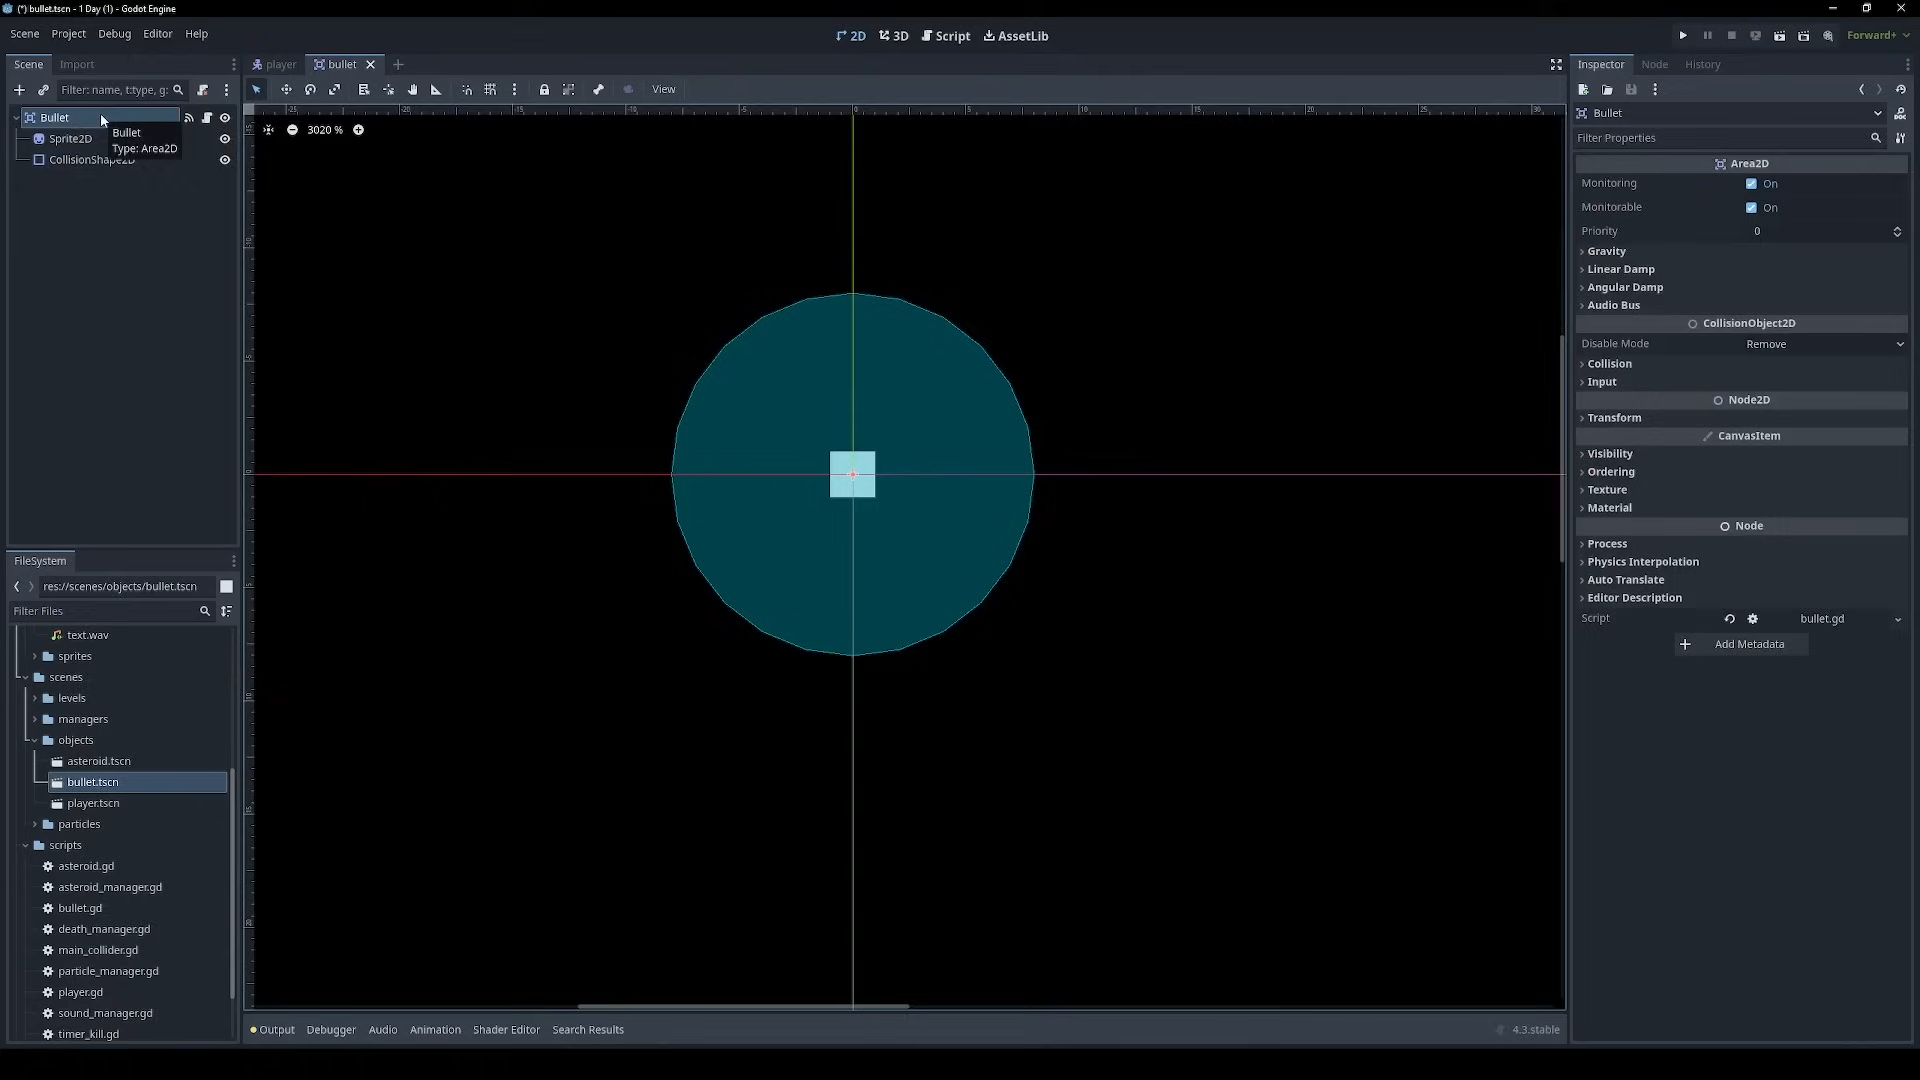 (*) bullet.tscn - 1 Day (1) - Godot Engine
Scene Project Debug Editor Help
2D 3D Script AssetLib
Forward+
Scene Import
player bullet
Inspector Node History
Filter: name, t:type, g:
View
Bullet
Bullet
Type: Area2D
Sprite2D
CollisionShape2D
3020 %
Bullet
Filter Properties
Area2D
Monitoring On
Monitorable On
Priority 0
Gravity
Linear Damp
Angular Damp
Audio Bus
CollisionObject2D
Disable Mode Remove
Collision
Input
Node2D
Transform
CanvasItem
Visibility
Ordering
Texture
Material
Node
Process
Physics Interpolation
Auto Translate
Editor Description
Script bullet.gd
Add Metadata
FileSystem
res://scenes/objects/bullet.tscn
Filter Files
text.wav
sprites
scenes
levels
managers
objects
asteroid.tscn
bullet.tscn
player.tscn
particles
scripts
asteroid.gd
asteroid_manager.gd
bullet.gd
death_manager.gd
main_collider.gd
particle_manager.gd
player.gd
sound_manager.gd
timer_kill.gd
Output Debugger Audio Animation Shader Editor Search Results
4.3.stable